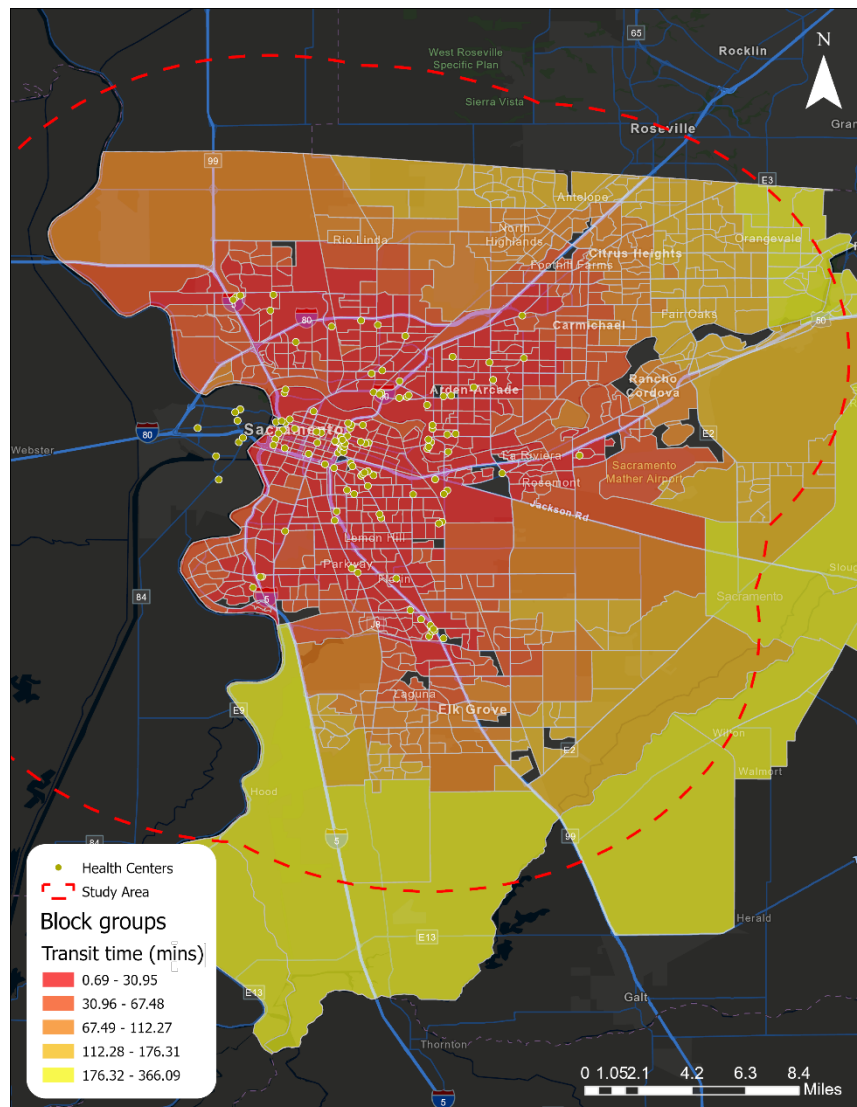 65
Rocklin
West Roseville
Specific Plan
N
Sierra Vista
Roseville
Gran
99
E3
Antelope
Rio Linda
North
Highlands
Citrus Heights
Orangevale
Foothill Farms
80
Fair Oaks
50
Carmichael
Arden-Arcade
Rancho
Cordova
Sacramento
80
E2
Webster
La Riviera
Sacramento
Mather Airport
Rosemont
Jackson Rd
Lemon Hill
Parkway
Florin
Sloug
84
5
Sacramento
Laguna
Elk Grove
E9
Wilton
E2
Walmort
Hood
5
99
84
Herald
E13
E13
Galt
Thornton
5
Health Centers
Study Area
Block groups
Transit time (mins)
0.69 - 30.95
30.96 - 67.48
67.49 - 112.27
112.28 - 176.31
176.32 - 366.09
0 1.052.1 4.2 6.3 8.4
Miles